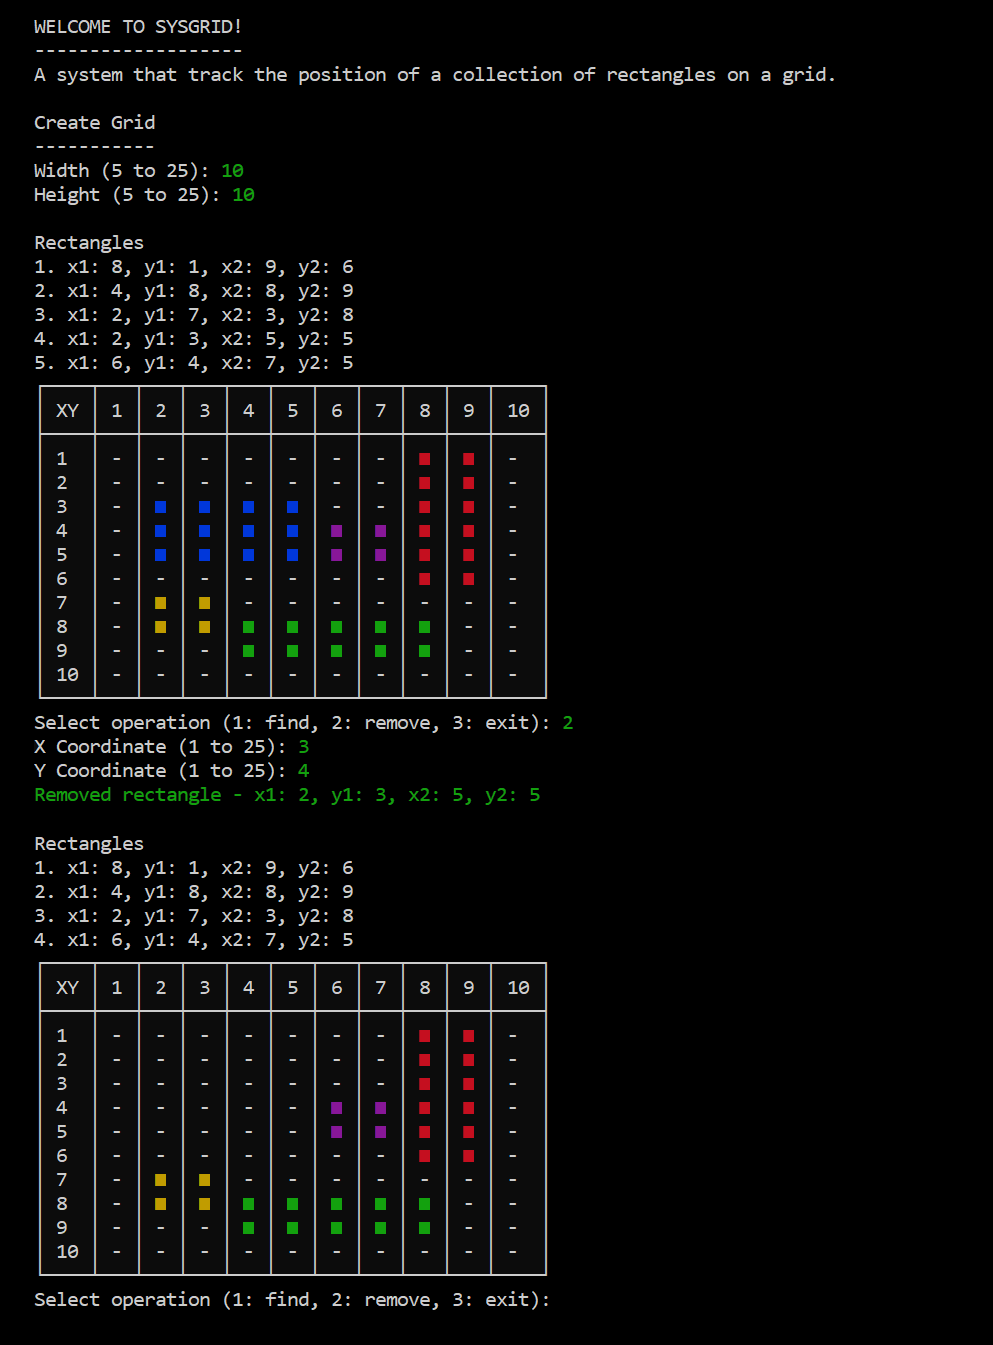 WELCOME TO SYSGRID!
-------------------
A system that track the position of a collection of rectangles on a grid.
Create Grid
-----------
Width (5 to 25): 10
Height (5 to 25): 10
Rectangles
1. x1: 8, y1: 1, x2: 9, y2: 6
2. x1: 4, y1: 8, x2: 8, y2: 9
3. x1: 2, y1: 7, x2: 3, y2: 8
4. x1: 2, y1: 3, x2: 5, y2: 5
5. x1: 6, y1: 4, x2: 7, y2: 5
XY 1 2 3 4 5 6 7 8 9 10
1 - - - - - - - ■ ■ -
2 - - - - - - - ■ ■ -
3 - ■ ■ ■ ■ - - ■ ■ -
4 - ■ ■ ■ ■ ■ ■ ■ ■ -
5 - ■ ■ ■ ■ ■ ■ ■ ■ -
6 - - - - - - - ■ ■ -
7 - ■ ■ - - - - - - -
8 - ■ ■ ■ ■ ■ ■ ■ - -
9 - - - ■ ■ ■ ■ ■ - -
10 - - - - - - - - - -
Select operation (1: find, 2: remove, 3: exit): 2
X Coordinate (1 to 25): 3
Y Coordinate (1 to 25): 4
Removed rectangle - x1: 2, y1: 3, x2: 5, y2: 5
Rectangles
1. x1: 8, y1: 1, x2: 9, y2: 6
2. x1: 4, y1: 8, x2: 8, y2: 9
3. x1: 2, y1: 7, x2: 3, y2: 8
4. x1: 6, y1: 4, x2: 7, y2: 5
XY 1 2 3 4 5 6 7 8 9 10
1 - - - - - - - ■ ■ -
2 - - - - - - - ■ ■ -
3 - - - - - - - ■ ■ -
4 - - - - - ■ ■ ■ ■ -
5 - - - - - ■ ■ ■ ■ -
6 - - - - - - - ■ ■ -
7 - ■ ■ - - - - - - -
8 - ■ ■ ■ ■ ■ ■ ■ - -
9 - - - ■ ■ ■ ■ ■ - -
10 - - - - - - - - - -
Select operation (1: find, 2: remove, 3: exit):